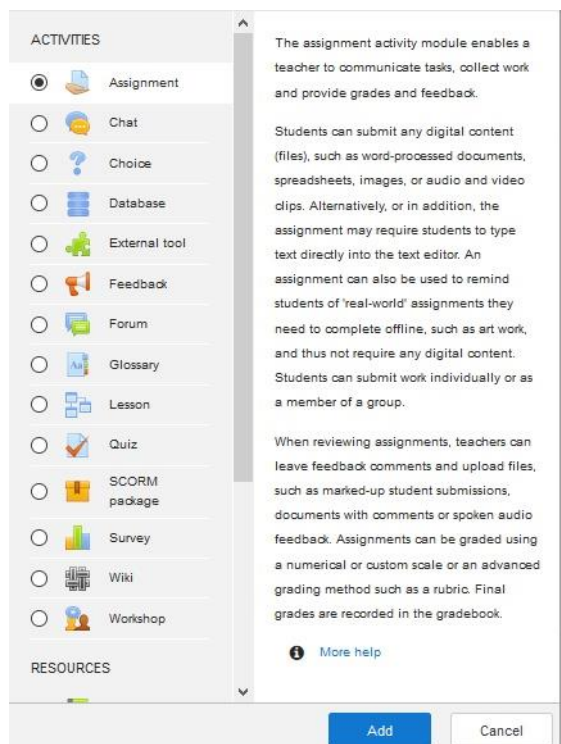 ACTIVITIES
Assignment
Chat
Choice
Database
External tool
Feedback
Forum
Glossary
Lesson
Quiz
SCORM
package
Survey
Wiki
Workshop
RESOURCES
The assignment activity module enables a
teacher to communicate tasks, collect work
and provide grades and feedback.
Students can submit any digital content
(files), such as word-processed documents,
spreadsheets, images, or audio and video
clips. Alternatively, or in addition, the
assignment may require students to type
text directly into the text editor. An
assignment can also be used to remind
students of 'real-world' assignments they
need to complete offline, such as art work,
and thus not require any digital content.
Students can submit work individually or as
a member of a group.
When reviewing assignments, teachers can
leave feedback comments and upload files,
such as marked-up student submissions,
documents with comments or spoken audio
feedback. Assignments can be graded using
a numerical or custom scale or an advanced
grading method such as a rubric. Final
grades are recorded in the gradebook.
More help
Add
Cancel